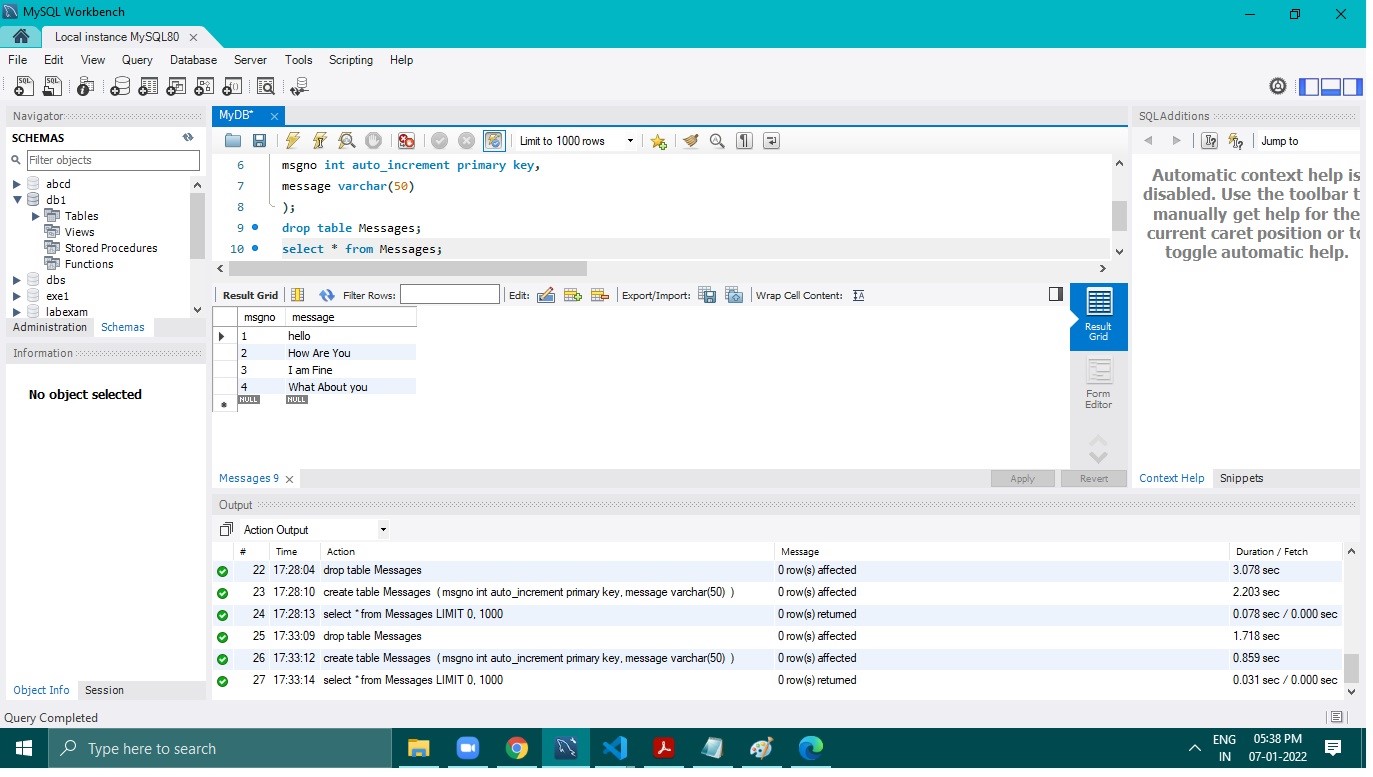 MySQL Workbench
Local instance MySQL80
File Edit View Query Database Server Tools Scripting Help
Navigator
SCHEMAS
Filter objects
abcd
db1
Tables
Views
Stored Procedures
Functions
dbs
exe1
labexam
Administration Schemas
Information
No object selected
Object Info Session
MyDB*
Limit to 1000 rows
6 msgno int auto_increment primary key,
7 message varchar(50)
8 );
9 drop table Messages;
10 select * from Messages;
Result Grid Filter Rows: Edit: Export/Import: Wrap Cell Content:
msgno message
1 hello
2 How Are You
3 I am Fine
4 What About you
NULL NULL
Result Grid
Form Editor
Messages 9
Apply Revert
SQLAdditions
Jump to
Automatic context help is
disabled. Use the toolbar t
manually get help for the
current caret position or to
toggle automatic help.
Context Help Snippets
Output
Action Output
# Time Action Message Duration / Fetch
22 17:28:04 drop table Messages 0 row(s) affected 3.078 sec
23 17:28:10 create table Messages ( msgno int auto_increment primary key, message varchar(50) ) 0 row(s) affected 2.203 sec
24 17:28:13 select * from Messages LIMIT 0, 1000 0 row(s) returned 0.078 sec / 0.000 sec
25 17:33:09 drop table Messages 0 row(s) affected 1.718 sec
26 17:33:12 create table Messages ( msgno int auto_increment primary key, message varchar(50) ) 0 row(s) affected 0.859 sec
27 17:33:14 select * from Messages LIMIT 0, 1000 0 row(s) returned 0.031 sec / 0.000 sec
Query Completed
Type here to search
ENG 05:38 PM
IN 07-01-2022